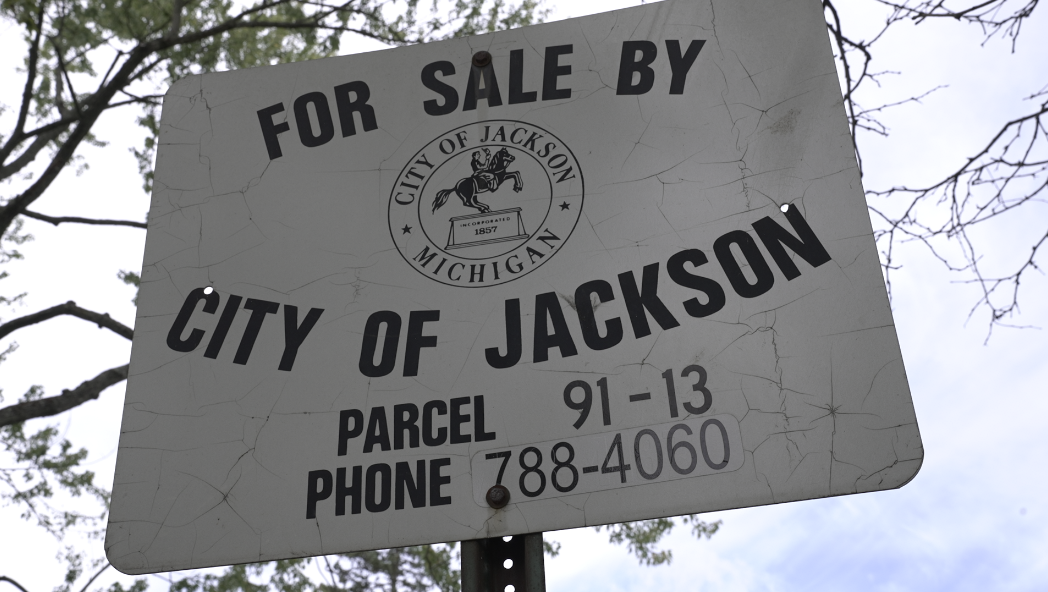 FOR SALE BY
CITY OF JACKSON
INCORPORATED
1857
MICHIGAN
CITY OF JACKSON
PARCEL 91-13
PHONE 788-4060